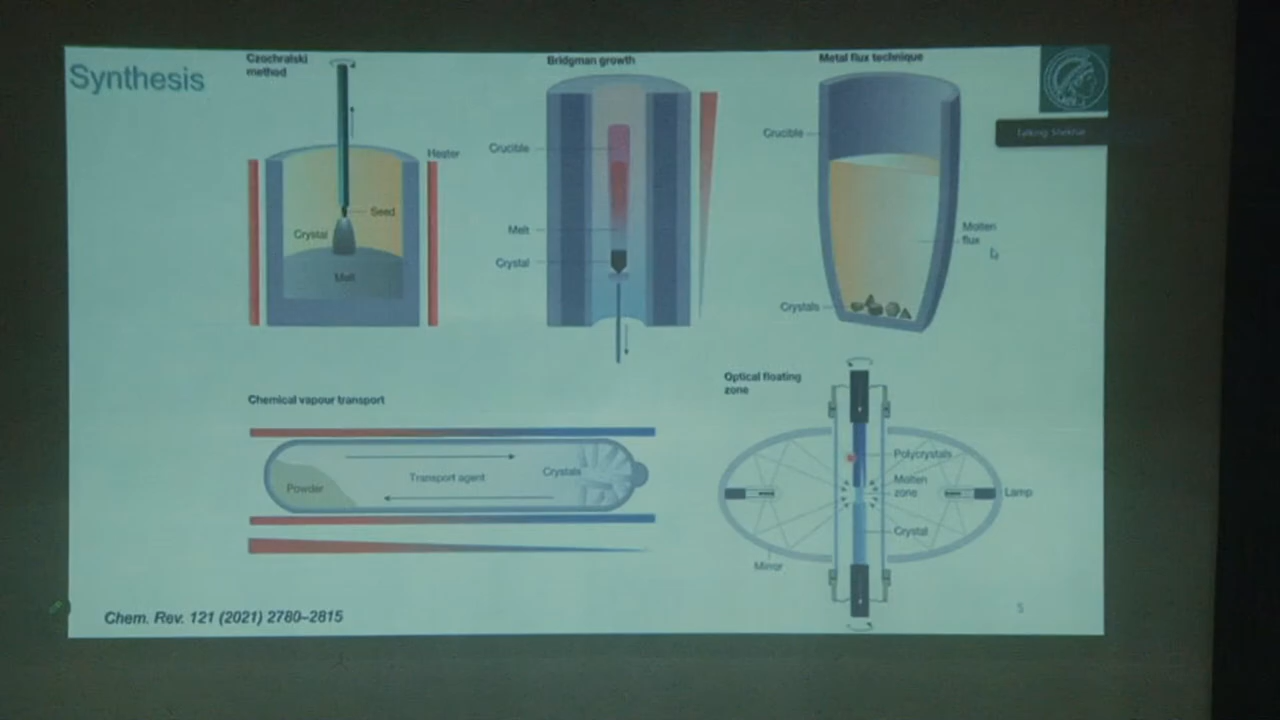 Synthesis
Czochralski
method
Heater
Seed
Crystal
Melt
Bridgman growth
Crucible
Melt
Crystal
Metal flux technique
Crucible
Molten
flux
Crystals
Talking: Shekhar
Chemical vapour transport
Powder
Transport agent
Crystals
Optical floating
zone
Polycrystals
Molten
zone
Lamp
Crystal
Mirror
Chem. Rev. 121 (2021) 2780–2815
5